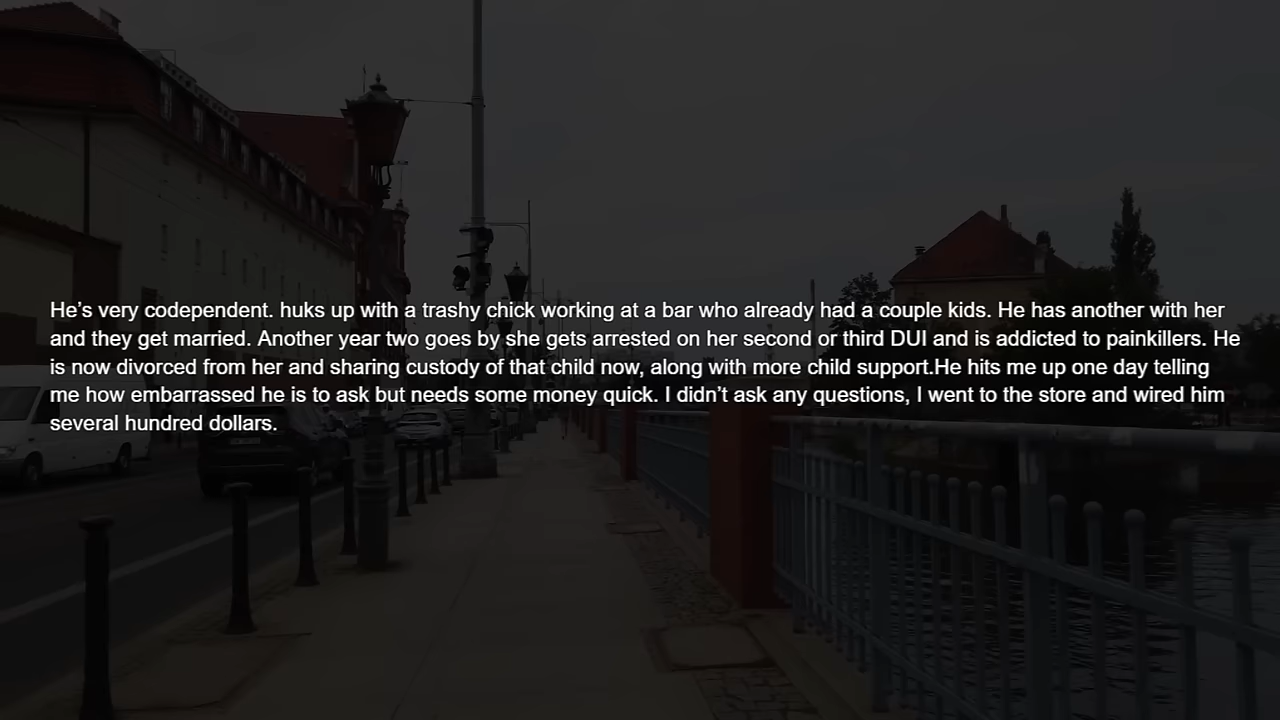 He’s very codependent. huks up with a trashy chick working at a bar who already had a couple kids. He has another with her
and they get married. Another year two goes by she gets arrested on her second or third DUI and is addicted to painkillers. He
is now divorced from her and sharing custody of that child now, along with more child support.He hits me up one day telling
me how embarrassed he is to ask but needs some money quick. I didn’t ask any questions, I went to the store and wired him
several hundred dollars.